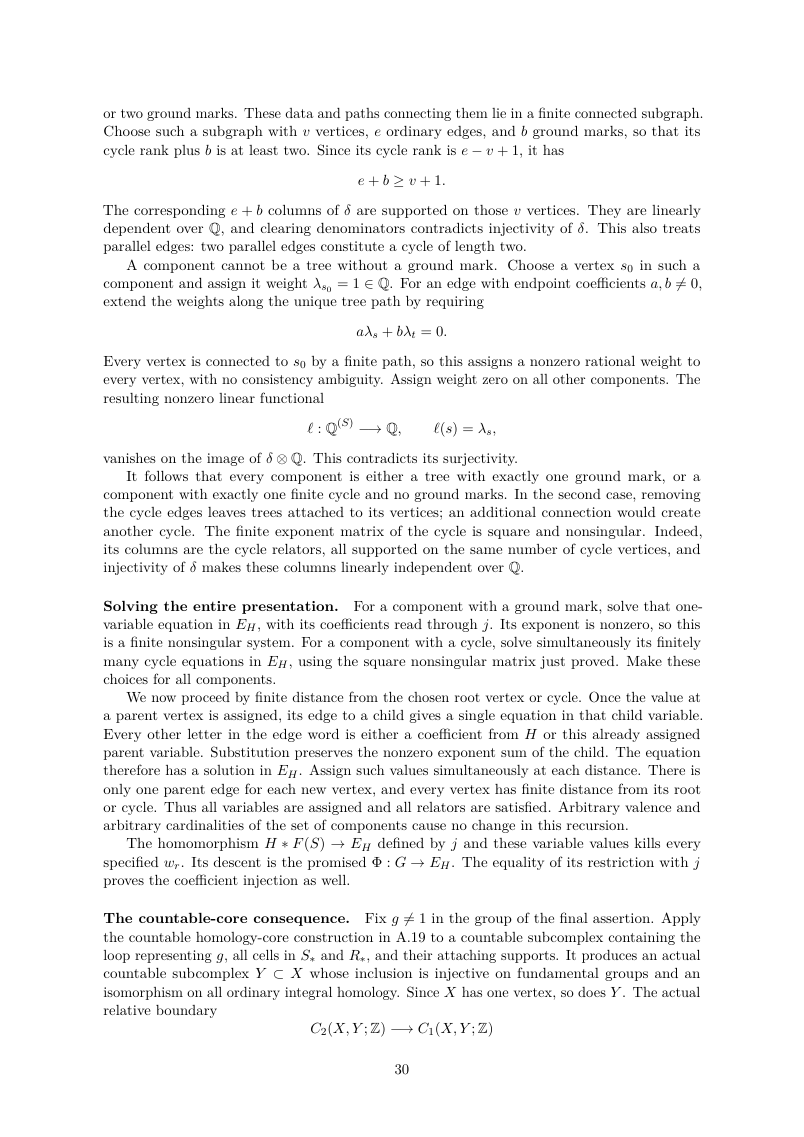 or two ground marks. These data and paths connecting them lie in a finite connected subgraph.
Choose such a subgraph with v vertices, e ordinary edges, and b ground marks, so that its
cycle rank plus b is at least two. Since its cycle rank is e − v + 1, it has
e + b ≥ v + 1.
The corresponding e + b columns of δ are supported on those v vertices. They are linearly
dependent over ℚ, and clearing denominators contradicts injectivity of δ. This also treats
parallel edges: two parallel edges constitute a cycle of length two.
A component cannot be a tree without a ground mark. Choose a vertex s₀ in such a
component and assign it weight λ_{s₀} = 1 ∈ ℚ. For an edge with endpoint coefficients a, b ≠ 0,
extend the weights along the unique tree path by requiring
aλ_s + bλ_t = 0.
Every vertex is connected to s₀ by a finite path, so this assigns a nonzero rational weight to
every vertex, with no consistency ambiguity. Assign weight zero on all other components. The
resulting nonzero linear functional
ℓ : ℚ^{(S)} ⟶ ℚ, ℓ(s) = λ_s,
vanishes on the image of δ ⊗ ℚ. This contradicts its surjectivity.
It follows that every component is either a tree with exactly one ground mark, or a
component with exactly one finite cycle and no ground marks. In the second case, removing
the cycle edges leaves trees attached to its vertices; an additional connection would create
another cycle. The finite exponent matrix of the cycle is square and nonsingular. Indeed,
its columns are the cycle relators, all supported on the same number of cycle vertices, and
injectivity of δ makes these columns linearly independent over ℚ.
Solving the entire presentation. For a component with a ground mark, solve that one-
variable equation in E_H, with its coefficients read through j. Its exponent is nonzero, so this
is a finite nonsingular system. For a component with a cycle, solve simultaneously its finitely
many cycle equations in E_H, using the square nonsingular matrix just proved. Make these
choices for all components.
We now proceed by finite distance from the chosen root vertex or cycle. Once the value at
a parent vertex is assigned, its edge to a child gives a single equation in that child variable.
Every other letter in the edge word is either a coefficient from H or this already assigned
parent variable. Substitution preserves the nonzero exponent sum of the child. The equation
therefore has a solution in E_H. Assign such values simultaneously at each distance. There is
only one parent edge for each new vertex, and every vertex has finite distance from its root
or cycle. Thus all variables are assigned and all relators are satisfied. Arbitrary valence and
arbitrary cardinalities of the set of components cause no change in this recursion.
The homomorphism H ∗ F(S) → E_H defined by j and these variable values kills every
specified w_r. Its descent is the promised Φ : G → E_H. The equality of its restriction with j
proves the coefficient injection as well.
The countable-core consequence. Fix g ≠ 1 in the group of the final assertion. Apply
the countable homology-core construction in A.19 to a countable subcomplex containing the
loop representing g, all cells in S_∗ and R_∗, and their attaching supports. It produces an actual
countable subcomplex Y ⊂ X whose inclusion is injective on fundamental groups and an
isomorphism on all ordinary integral homology. Since X has one vertex, so does Y. The actual
relative boundary
C₂(X, Y; ℤ) ⟶ C₁(X, Y; ℤ)
30